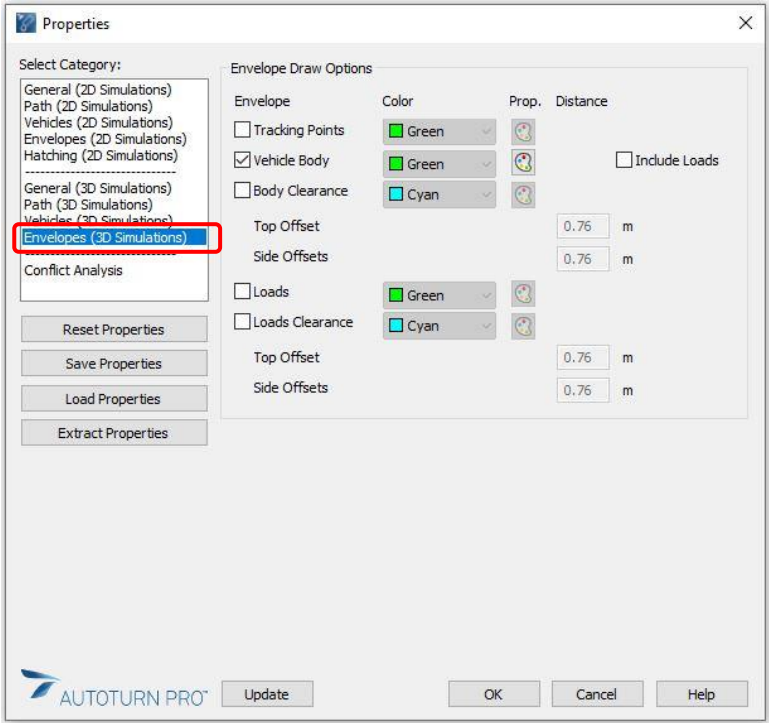 Properties
Select Category:
General (2D Simulations)
Path (2D Simulations)
Vehicles (2D Simulations)
Envelopes (2D Simulations)
Hatching (2D Simulations)
------------------------------
General (3D Simulations)
Path (3D Simulations)
Vehicles (3D Simulations)
Envelopes (3D Simulations)
------------------------------
Conflict Analysis
Reset Properties
Save Properties
Load Properties
Extract Properties
Envelope Draw Options
Envelope Color Prop. Distance
Tracking Points Green
Vehicle Body Green Include Loads
Body Clearance Cyan
Top Offset 0.76 m
Side Offsets 0.76 m
Loads Green
Loads Clearance Cyan
Top Offset 0.76 m
Side Offsets 0.76 m
AUTOTURN PRO™ Update OK Cancel Help